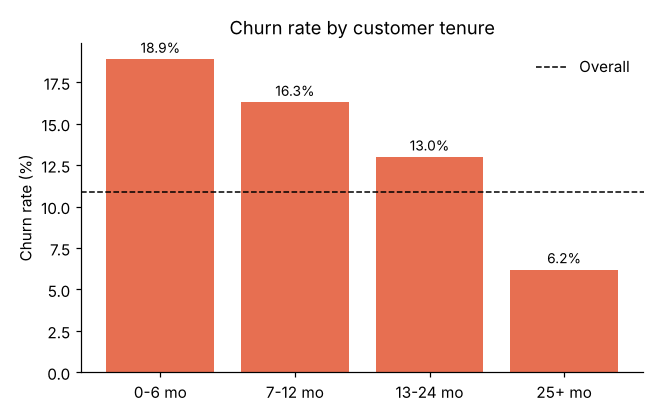 Churn rate by customer tenure
Overall
18.9%
16.3%
13.0%
6.2%
Churn rate (%)
17.5
15.0
12.5
10.0
7.5
5.0
2.5
0.0
0-6 mo
7-12 mo
13-24 mo
25+ mo